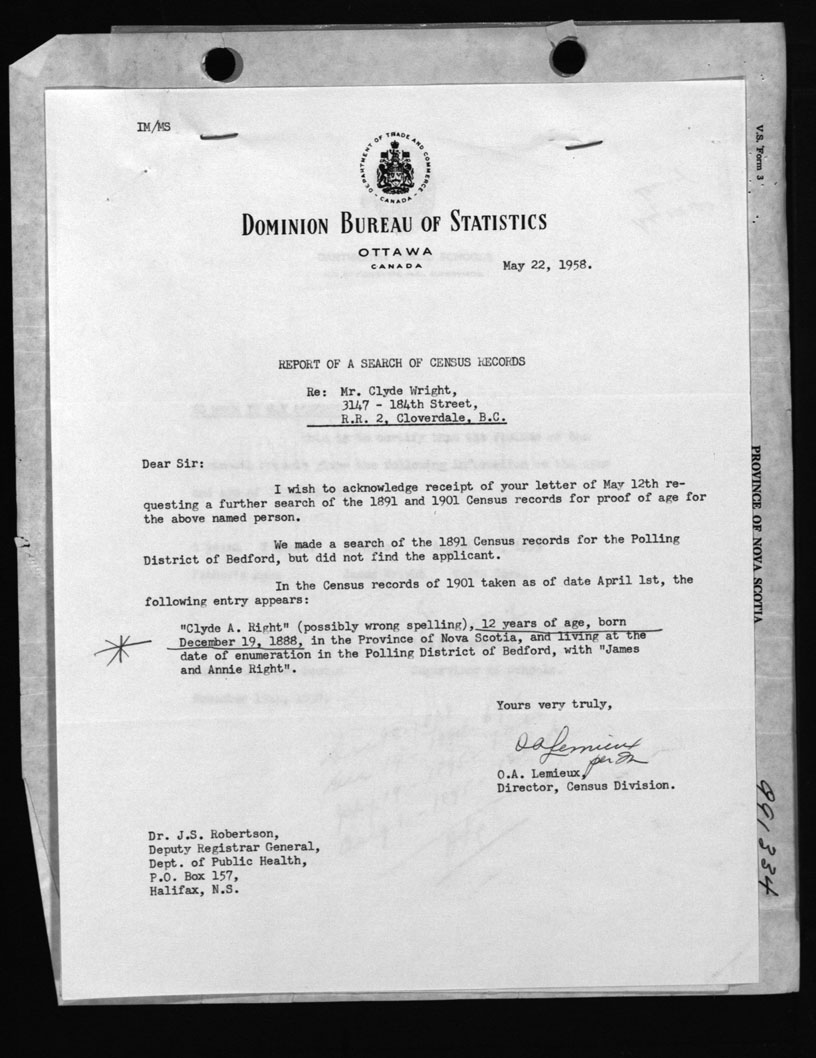 IM/MS
DEPARTMENT OF TRADE AND COMMERCE
CANADA
DOMINION BUREAU OF STATISTICS
OTTAWA
CANADA
May 22, 1958.
REPORT OF A SEARCH OF CENSUS RECORDS
Re: Mr. Clyde Wright,
3147 - 184th Street,
R.R. 2, Cloverdale, B.C.
Dear Sir:
I wish to acknowledge receipt of your letter of May 12th re-
questing a further search of the 1891 and 1901 Census records for proof of age for
the above named person.
We made a search of the 1891 Census records for the Polling
District of Bedford, but did not find the applicant.
In the Census records of 1901 taken as of date April 1st, the
following entry appears:
"Clyde A. Right" (possibly wrong spelling), 12 years of age, born
December 19, 1888, in the Province of Nova Scotia, and living at the
date of enumeration in the Polling District of Bedford, with "James
and Annie Right".
Yours very truly,
O A Lemieux
per
O.A. Lemieux,
Director, Census Division.
Dr. J.S. Robertson,
Deputy Registrar General,
Dept. of Public Health,
P.O. Box 157,
Halifax, N.S.
V.S. Form 3
PROVINCE OF NOVA SCOTIA
991334